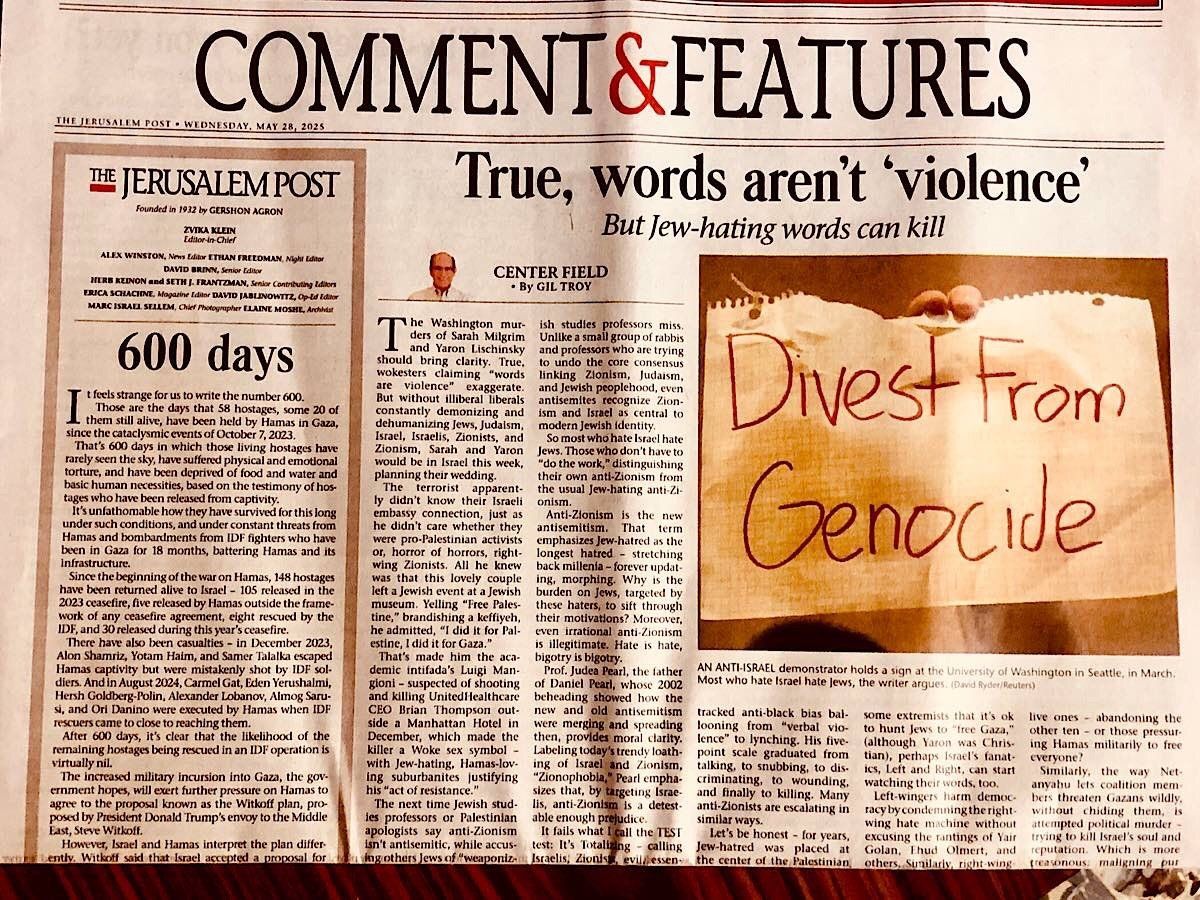 COMMENT&FEATURES
THE JERUSALEM POST • WEDNESDAY, MAY 28, 2025
THE JERUSALEM POST
Founded in 1932 by GERSHON AGRON
ZVIKA KLEIN
Editor-in-Chief
ALEX WINSTON, News Editor ETHAN FREEDMAN, Night Editor
DAVID BRINN, Senior Editor
HERB KEINON and SETH J. FRANTZMAN, Senior Contributing Editors
ERICA SCHACHNE, Magazine Editor DAVID JABLINOWITZ, Op-Ed Editor
MARC ISRAEL SELLEM, Chief Photographer ELAINE MOSHE, Archivist
600 days
It feels strange for us to write the number 600.
Those are the days that 58 hostages, some 20 of
them still alive, have been held by Hamas in Gaza,
since the cataclysmic events of October 7, 2023.
That's 600 days in which those living hostages have
rarely seen the sky, have suffered physical and emotional
torture, and have been deprived of food and water and
basic human necessities, based on the testimony of hos-
tages who have been released from captivity.
It's unfathomable how they have survived for this long
under such conditions, and under constant threats from
Hamas and bombardments from IDF fighters who have
been in Gaza for 18 months, battering Hamas and its
infrastructure.
Since the beginning of the war on Hamas, 148 hostages
have been returned alive to Israel – 105 released in the
2023 ceasefire, five released by Hamas outside the frame-
work of any ceasefire agreement, eight rescued by the
IDF, and 30 released during this year's ceasefire.
There have also been casualties – in December 2023,
Alon Shamriz, Yotam Haim, and Samer Talalka escaped
Hamas captivity but were mistakenly shot by IDF sol-
diers. And in August 2024, Carmel Gat, Eden Yerushalmi,
Hersh Goldberg-Polin, Alexander Lobanov, Almog Saru-
si, and Ori Danino were executed by Hamas when IDF
rescuers came to close to reaching them.
After 600 days, it's clear that the likelihood of the
remaining hostages being rescued in an IDF operation is
virtually nil.
The increased military incursion into Gaza, the gov-
ernment hopes, will exert further pressure on Hamas to
agree to the proposal known as the Witkoff plan, pro-
posed by President Donald Trump's envoy to the Middle
East, Steve Witkoff.
However, Israel and Hamas interpret the plan differ-
ently. Witkoff said that Israel accepted a proposal for
True, words aren't 'violence'
But Jew-hating words can kill
CENTER FIELD
• By GIL TROY
The Washington mur-
ders of Sarah Milgrim
and Yaron Lischinsky
should bring clarity. True,
wokesters claiming "words
are violence" exaggerate.
But without illiberal liberals
constantly demonizing and
dehumanizing Jews, Judaism,
Israel, Israelis, Zionists, and
Zionism, Sarah and Yaron
would be in Israel this week,
planning their wedding.
The terrorist apparent-
ly didn't know their Israeli
embassy connection, just as
he didn't care whether they
were pro-Palestinian activists
or, horror of horrors, right-
wing Zionists. All he knew
was that this lovely couple
left a Jewish event at a Jewish
museum. Yelling "Free Pales-
tine," brandishing a keffiyeh,
he admitted, "I did it for Pal-
estine, I did it for Gaza."
That's made him the aca-
demic intifada's Luigi Man-
gioni – suspected of shooting
and killing UnitedHealthcare
CEO Brian Thompson out-
side a Manhattan Hotel in
December, which made the
killer a Woke sex symbol –
with Jew-hating, Hamas-lov-
ing suburbanites justifying
his "act of resistance."
The next time Jewish stud-
ies professors or Palestinian
apologists say anti-Zionism
isn't antisemitic, while accus-
ing others Jews of "weaponiz-
ish studies professors miss.
Unlike a small group of rabbis
and professors who are trying
to undo the core consensus
linking Zionism, Judaism,
and Jewish peoplehood, even
antisemites recognize Zion-
ism and Israel as central to
modern Jewish identity.
So most who hate Israel hate
Jews. Those who don't have to
"do the work," distinguishing
their own anti-Zionism from
the usual Jew-hating anti-Zi-
onism.
Anti-Zionism is the new
antisemitism. That term
emphasizes Jew-hatred as the
longest hatred – stretching
back millenia – forever updat-
ing, morphing. Why is the
burden on Jews, targeted by
these haters, to sift through
their motivations? Moreover,
even irrational anti-Zionism
is illegitimate. Hate is hate,
bigotry is bigotry.
Prof. Judea Pearl, the father
of Daniel Pearl, whose 2002
beheading showed how the
new and old antisemitism
were merging and spreading
then, provides moral clarity.
Labeling today's trendy loath-
ing of Israel and Zionism,
"Zionophobia," Pearl empha-
sizes that, by targeting Israe-
lis, anti-Zionism is a detest-
able enough prejudice.
It fails what I call the TEST
test: It's Totalizing – calling
Israelis, Zionists, evil, essen-
Divest From
Genocide
AN ANTI-ISRAEL demonstrator holds a sign at the University of Washington in Seattle, in March.
Most who hate Israel hate Jews, the writer argues. (David Ryder/Reuters)
tracked anti-black bias bal-
looning from "verbal vio-
lence" to lynching. His five-
point scale graduated from
talking, to snubbing, to dis-
criminating, to wounding,
and finally to killing. Many
anti-Zionists are escalating in
similar ways.
Let's be honest – for years,
Jew-hatred was placed at
the center of the Palestinian
some extremists that it's ok
to hunt Jews to "free Gaza,"
(although Yaron was Chris-
tian), perhaps Israel's fanat-
ics, Left and Right, can start
watching their words, too.
Left-wingers harm democ-
racy by condemning the right-
wing hate machine without
excusing the rantings of Yair
Golan, Ehud Olmert, and
others. Similarly, right-wing-
live ones – abandoning the
other ten – or those pressur-
ing Hamas militarily to free
everyone?
Similarly, the way Net-
anyahu lets coalition mem-
bers threaten Gazans wildly,
without chiding them, is
attempted political murder –
trying to kill Israel's soul and
reputation. Which is more
treasonous, maligning our